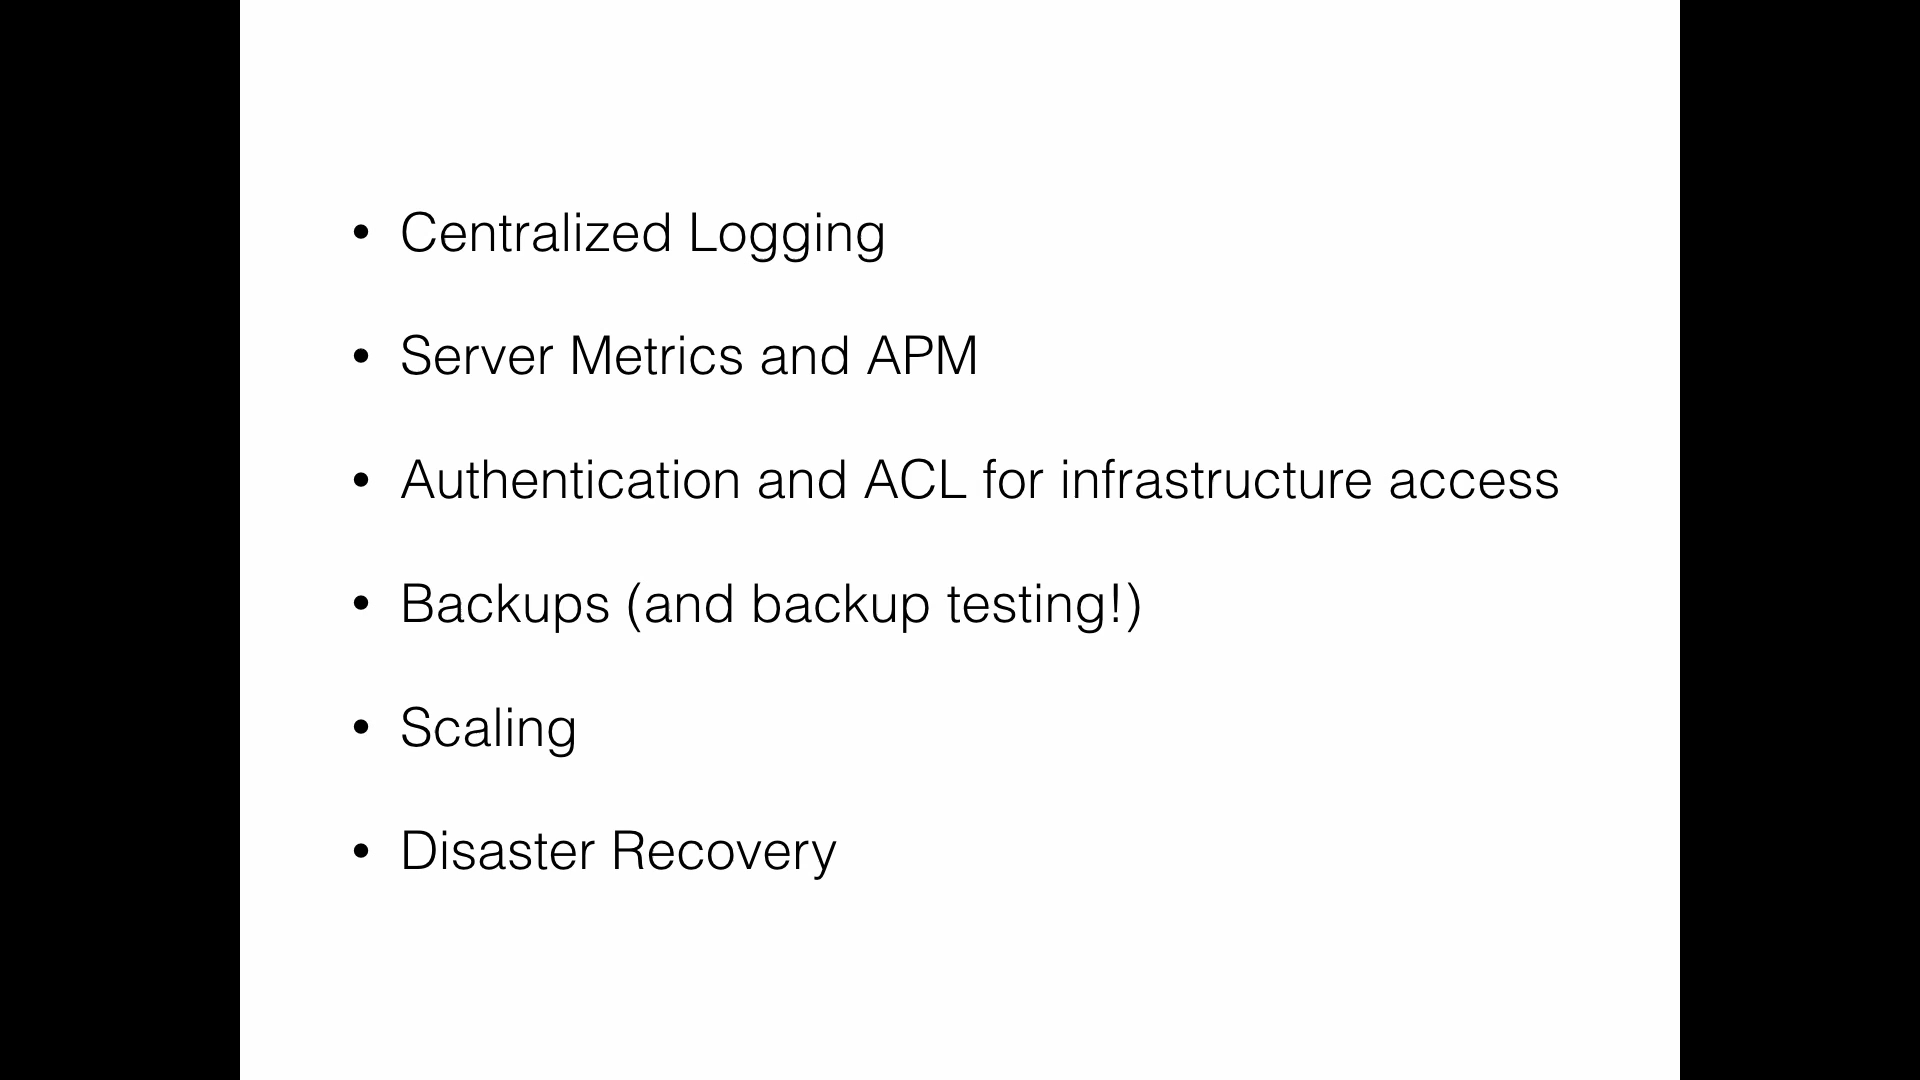 • Centralized Logging
• Server Metrics and APM
• Authentication and ACL for infrastructure access
• Backups (and backup testing!)
• Scaling
• Disaster Recovery